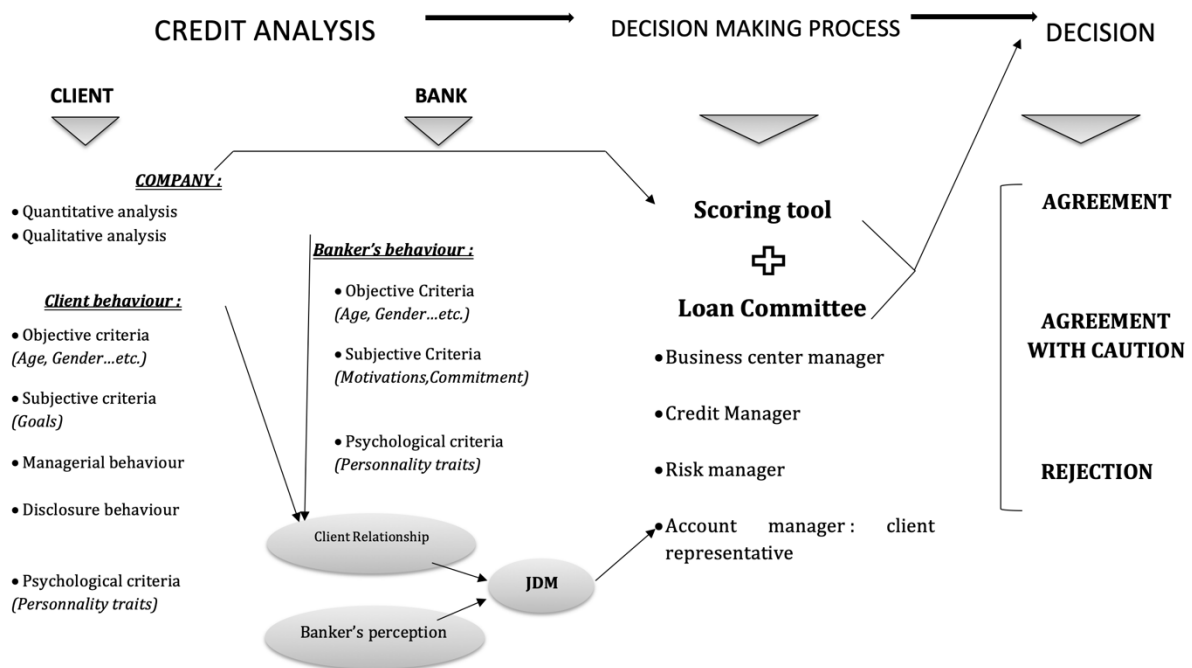 CREDIT ANALYSIS
DECISION MAKING PROCESS
DECISION
CLIENT
BANK
COMPANY :
• Quantitative analysis
• Qualitative analysis
Client behaviour :
• Objective criteria
(Age, Gender...etc.)
• Subjective criteria
(Goals)
• Managerial behaviour
• Disclosure behaviour
• Psychological criteria
(Personnality traits)
Banker's behaviour :
• Objective Criteria
(Age, Gender...etc.)
• Subjective Criteria
(Motivations,Commitment)
• Psychological criteria
(Personnality traits)
Client Relationship
Banker's perception
JDM
Scoring tool
Loan Committee
•Business center manager
•Credit Manager
•Risk manager
•Account manager : client
representative
AGREEMENT
AGREEMENT
WITH CAUTION
REJECTION